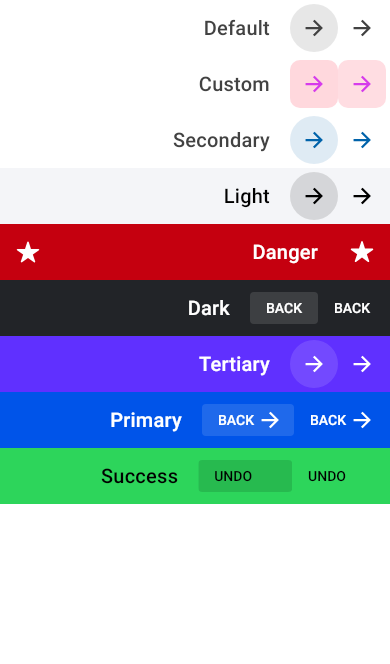 Default
Custom
Secondary
Light
Danger
Dark BACK BACK
Tertiary
Primary BACK BACK
Success UNDO UNDO